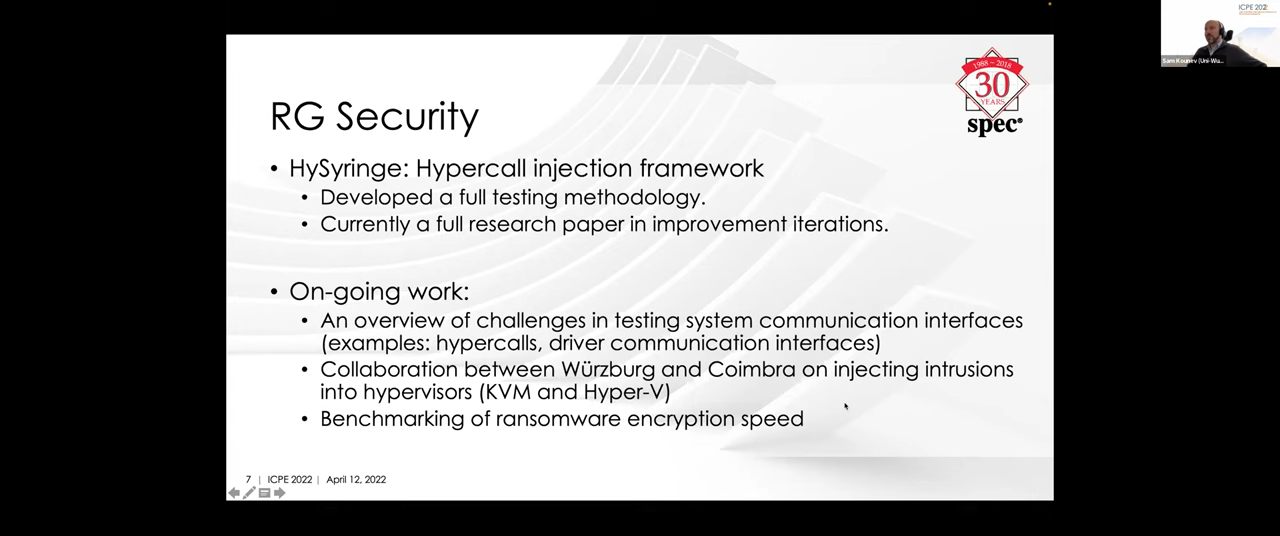 ICPE 202
Sam Kounev (Uni-Wu...
1988 ~ 2018
30
YEARS
spec®
RG Security
• HySyringe: Hypercall injection framework
• Developed a full testing methodology.
• Currently a full research paper in improvement iterations.
• On-going work:
• An overview of challenges in testing system communication interfaces
(examples: hypercalls, driver communication interfaces)
• Collaboration between Würzburg and Coimbra on injecting intrusions
into hypervisors (KVM and Hyper-V)
• Benchmarking of ransomware encryption speed
7 | ICPE 2022 | April 12, 2022